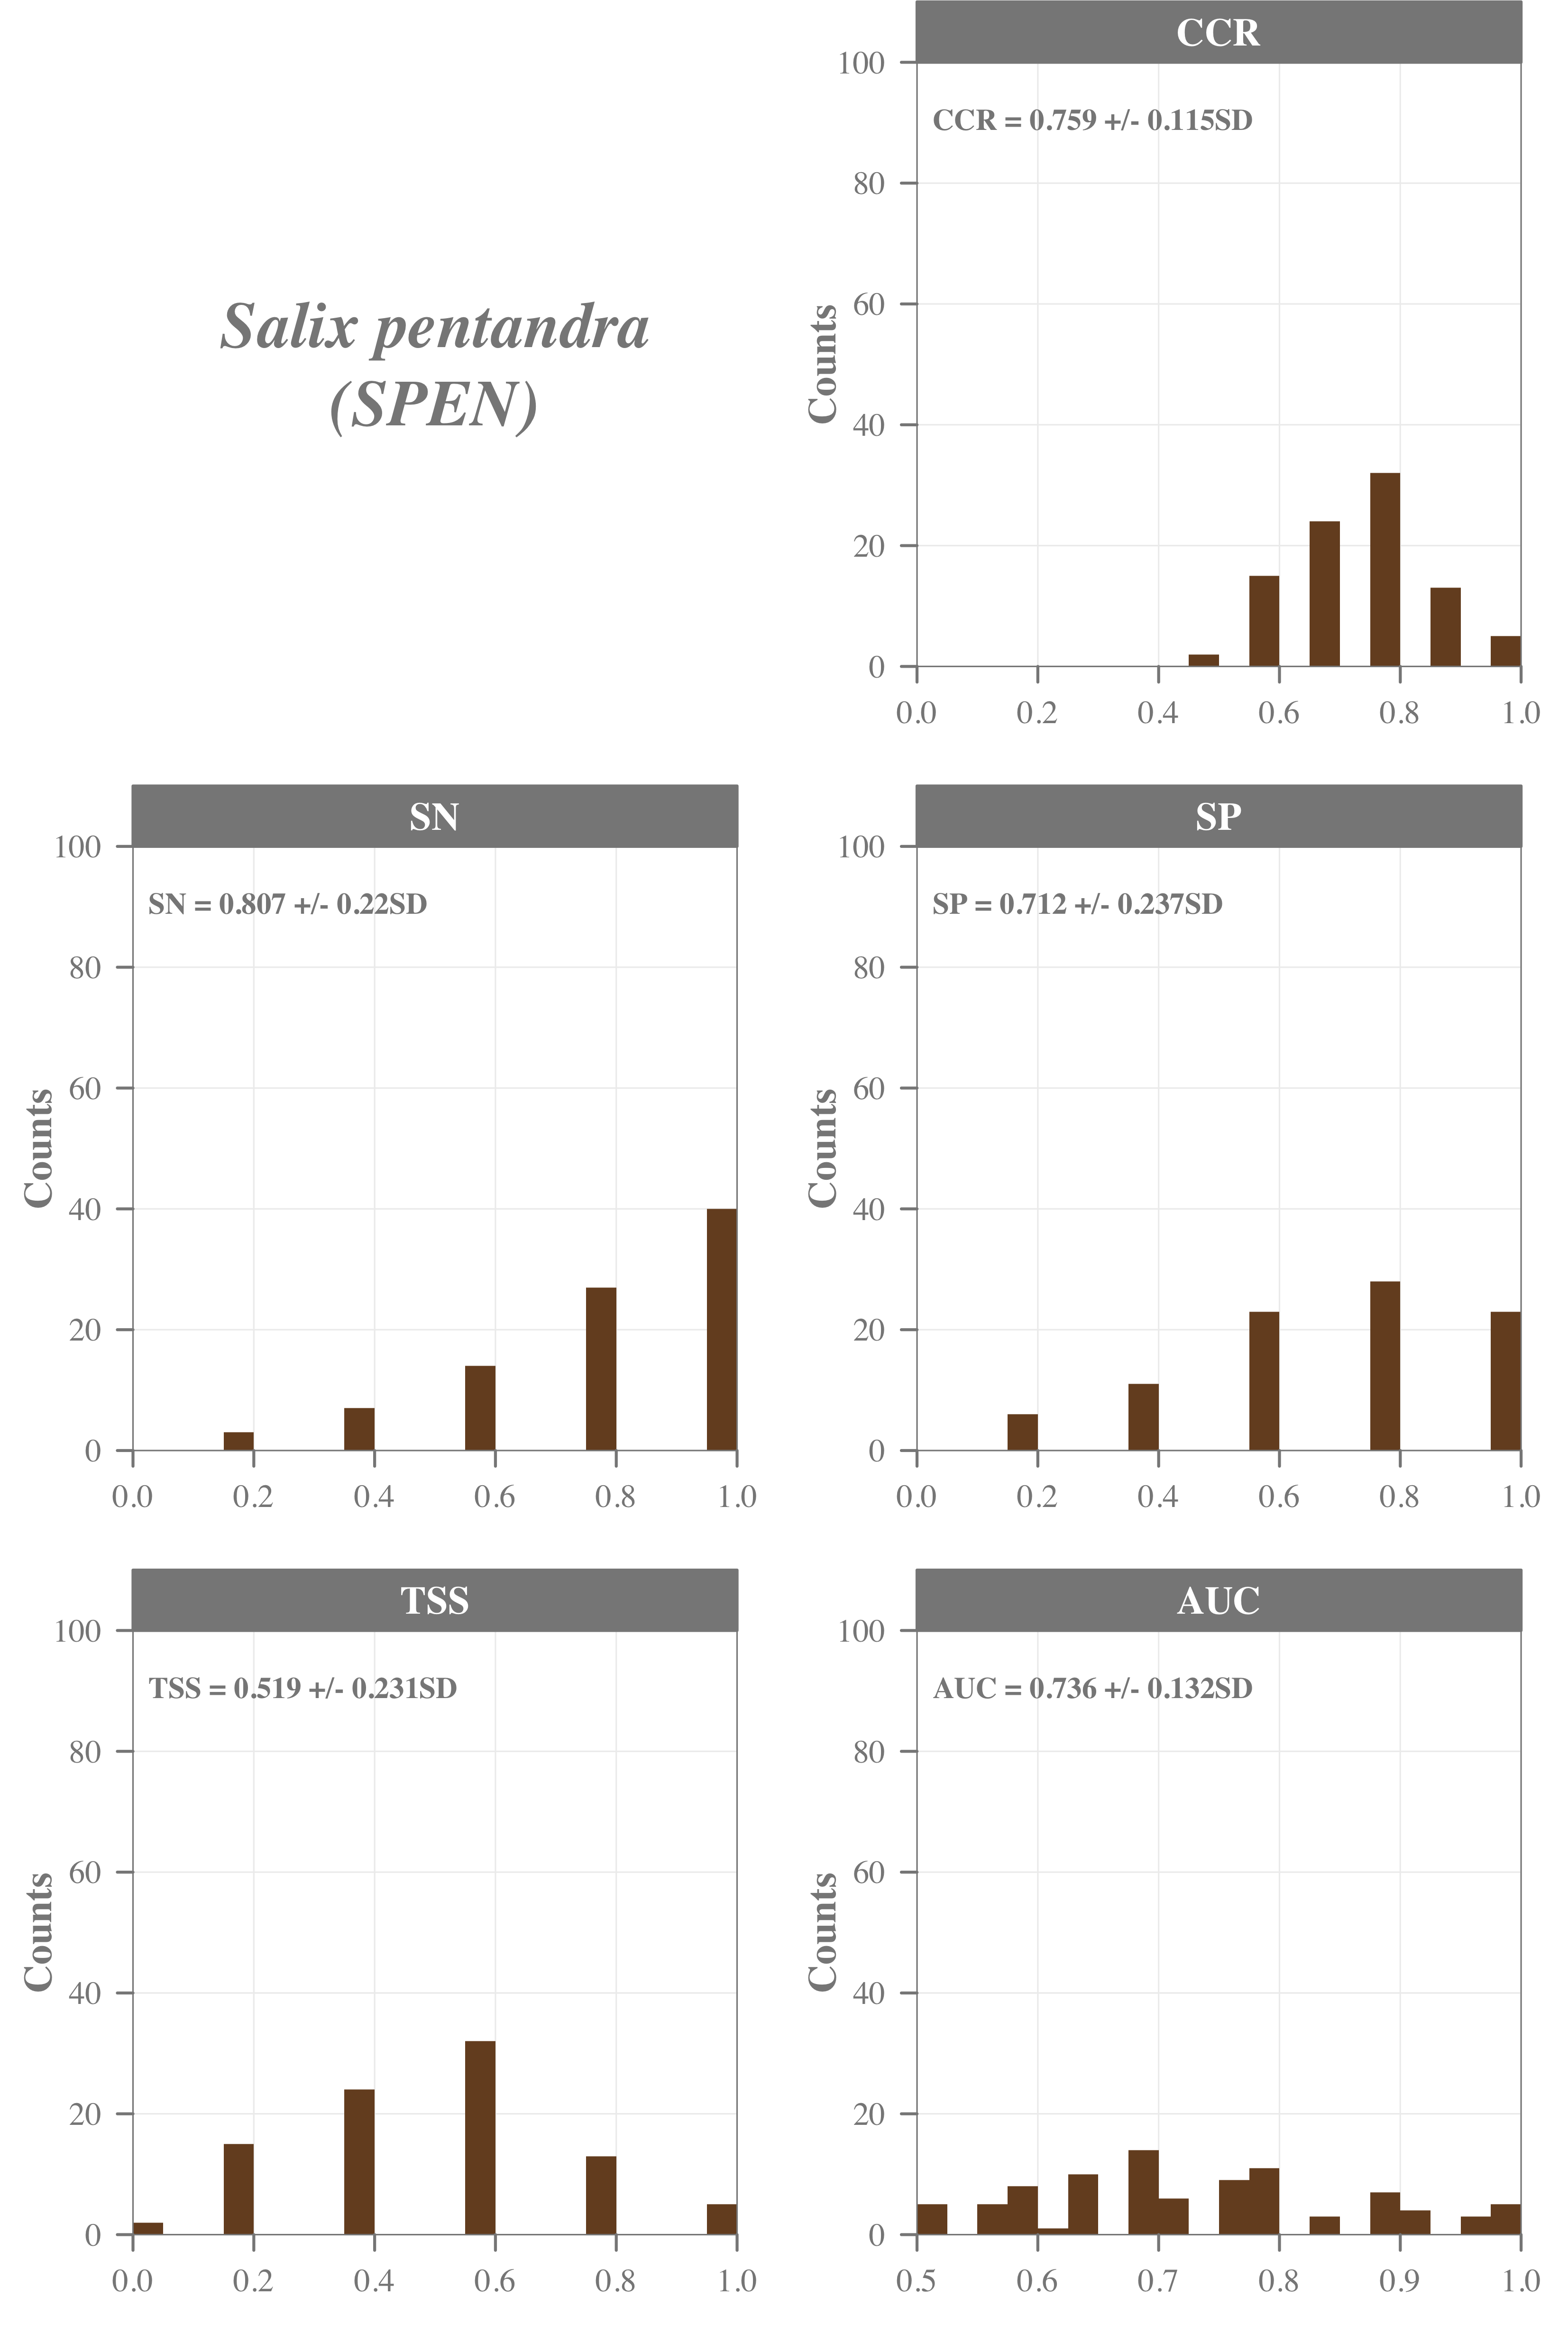 Salix pentandra
(SPEN)
CCR
CCR = 0.759 +/- 0.115SD
100
80
60
40
20
0
Counts
0.0 0.2 0.4 0.6 0.8 1.0
SN
SN = 0.807 +/- 0.22SD
100
80
60
40
20
0
Counts
0.0 0.2 0.4 0.6 0.8 1.0
SP
SP = 0.712 +/- 0.237SD
100
80
60
40
20
0
Counts
0.0 0.2 0.4 0.6 0.8 1.0
TSS
TSS = 0.519 +/- 0.231SD
100
80
60
40
20
0
Counts
0.0 0.2 0.4 0.6 0.8 1.0
AUC
AUC = 0.736 +/- 0.132SD
100
80
60
40
20
0
Counts
0.5 0.6 0.7 0.8 0.9 1.0